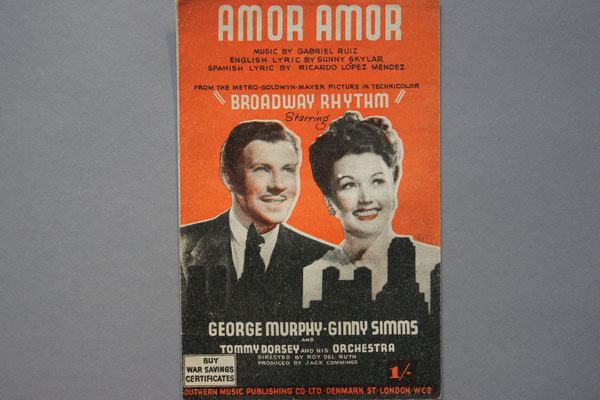 AMOR AMOR
MUSIC BY GABRIEL RUIZ
ENGLISH LYRIC BY SUNNY SKYLAR
SPANISH LYRIC BY RICARDO LÓPEZ MENDEZ
FROM THE METRO-GOLDWYN-MAYER PICTURE IN TECHNICOLOR
"BROADWAY RHYTHM"
Starring
GEORGE MURPHY · GINNY SIMMS
AND
TOMMY DORSEY AND HIS ORCHESTRA
DIRECTED BY ROY DEL RUTH
PRODUCED BY JACK CUMMINGS
BUY
WAR SAVINGS
CERTIFICATES
1/-
OUTHERN MUSIC PUBLISHING CO·LTD·DENMARK ST·LONDON·WC2